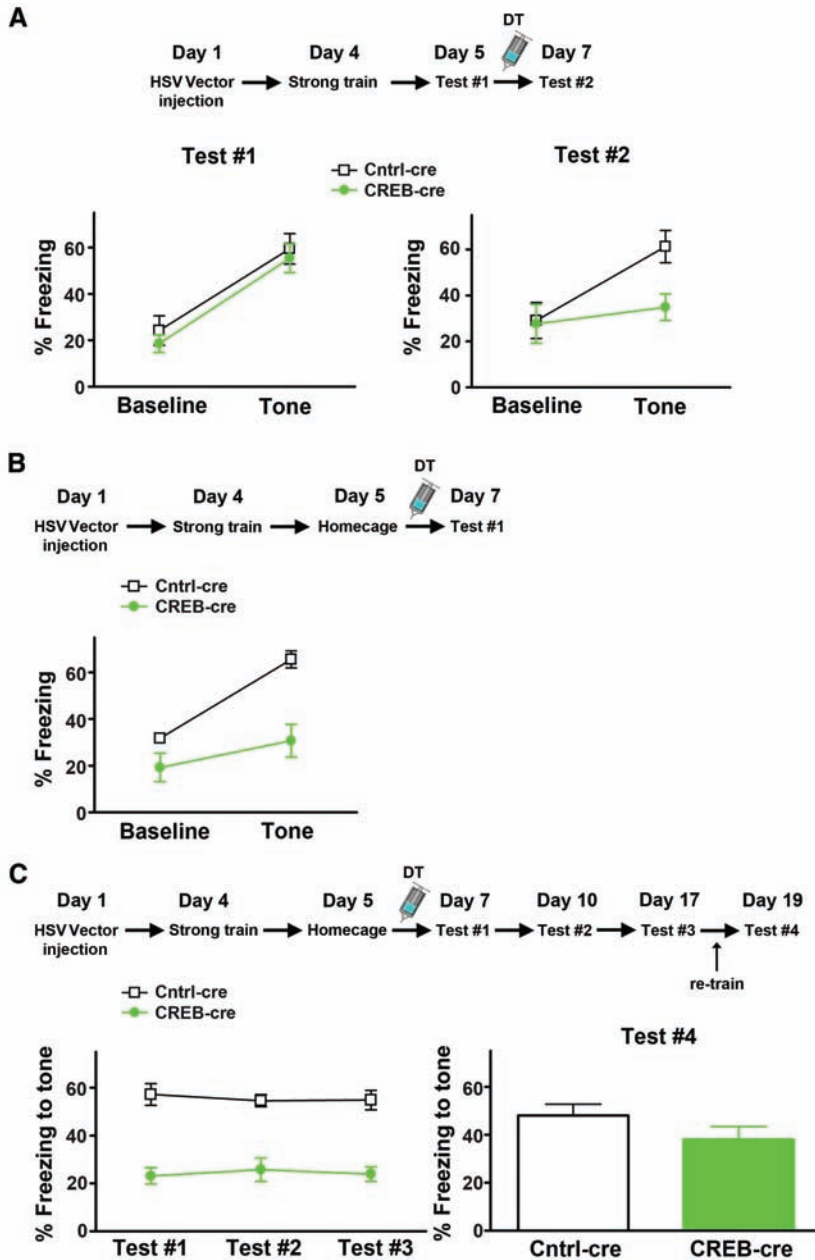 A
DT
Day 1 Day 4 Day 5 Day 7
HSV Vector Strong train Test #1 Test #2
injection
Test #1 Test #2
Cntrl-cre
CREB-cre
% Freezing
60
40
20
0
Baseline Tone
% Freezing
60
40
20
0
Baseline Tone
B
DT
Day 1 Day 4 Day 5 Day 7
HSV Vector Strong train Homecage Test #1
injection
Cntrl-cre
CREB-cre
% Freezing
60
40
20
0
Baseline Tone
C
DT
Day 1 Day 4 Day 5 Day 7 Day 10 Day 17 Day 19
HSV Vector Strong train Homecage Test #1 Test #2 Test #3 Test #4
injection
re-train
Cntrl-cre
CREB-cre
% Freezing to tone
60
40
20
0
Test #1 Test #2 Test #3
Test #4
% Freezing to tone
60
40
20
0
Cntrl-cre CREB-cre